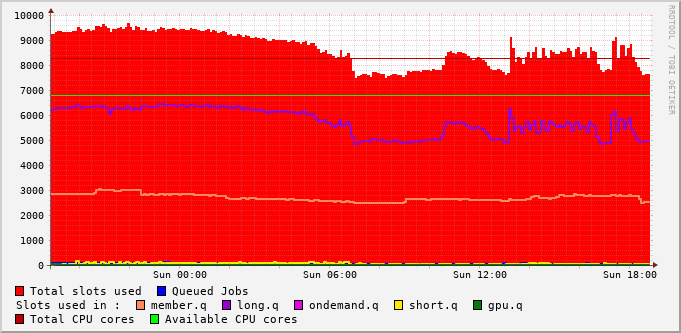 10000
9000
8000
7000
6000
5000
4000
3000
2000
1000
0
Sun 00:00 Sun 06:00 Sun 12:00 Sun 18:00
RRDTOOL / TOBI OETIKER
Total slots used Queued Jobs
Slots used in : member.q long.q ondemand.q short.q gpu.q
Total CPU cores Available CPU cores